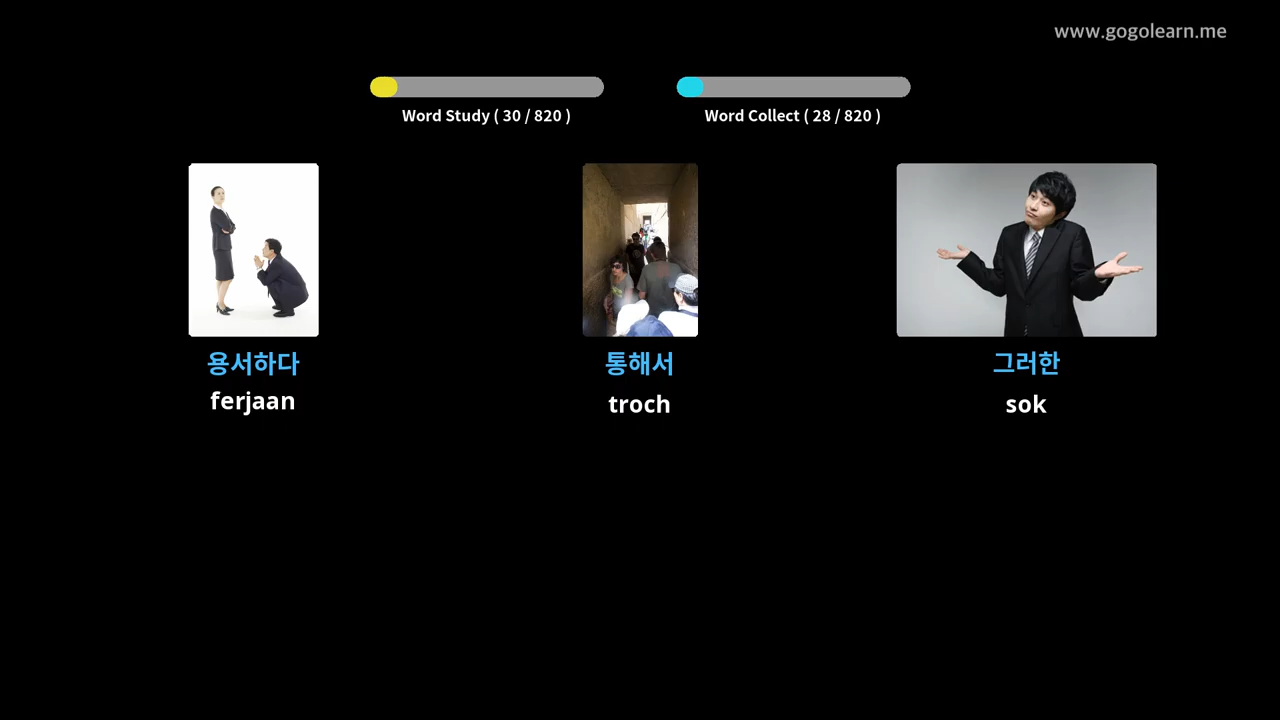 www.gogolearn.me
Word Study ( 30 / 820 )
Word Collect ( 28 / 820 )
용서하다
통해서
그러한
ferjaan
troch
sok